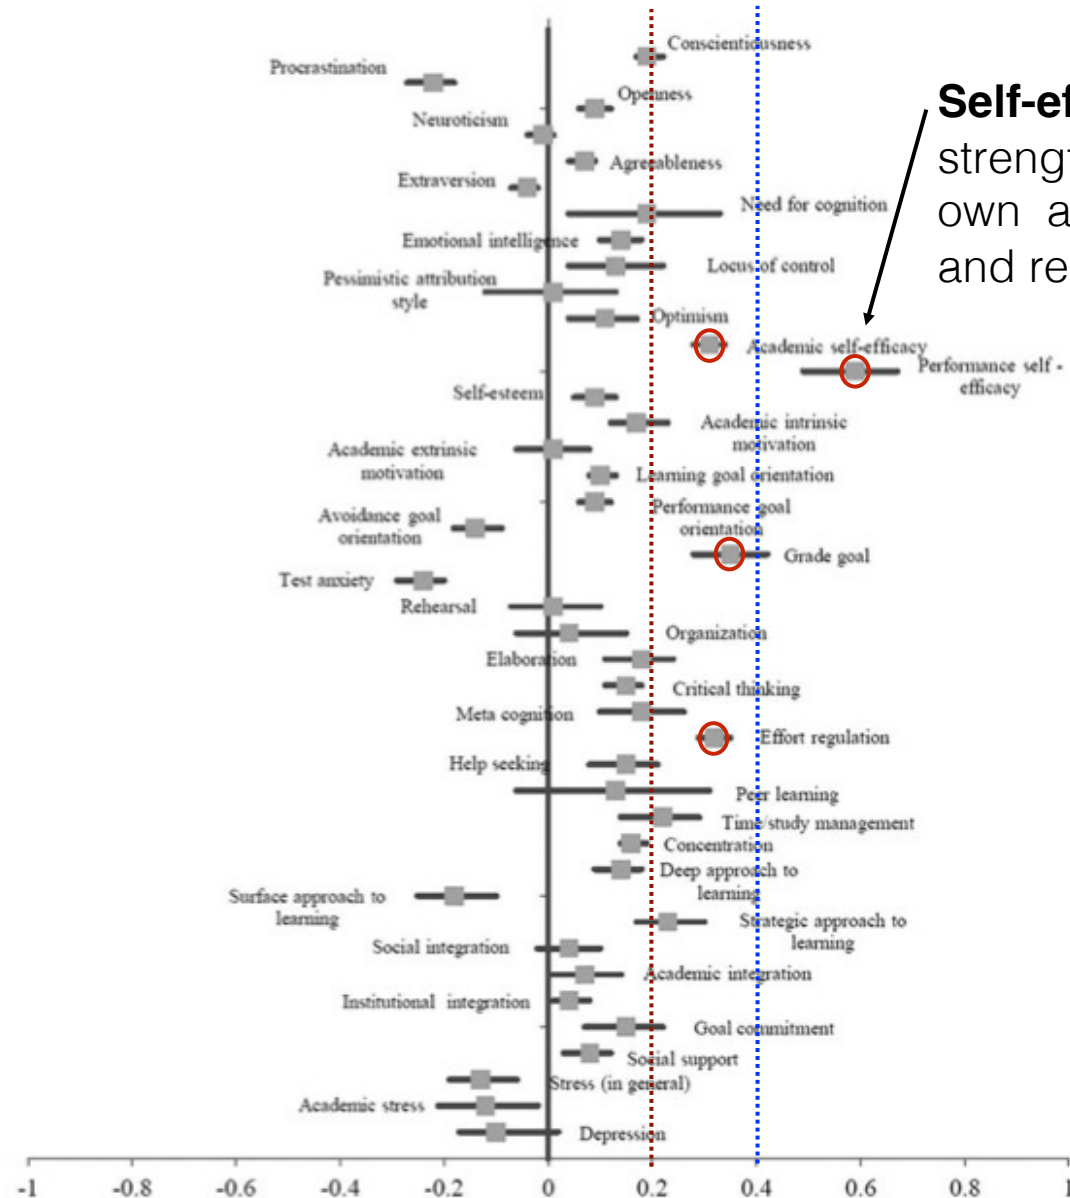 Conscientiousness
Procrastination
Openness
Neuroticism
Agreeableness
Extraversion
Need for cognition
Emotional intelligence
Locus of control
Pessimistic attribution
style
Optimism
Academic self-efficacy
Performance self -
efficacy
Self-esteem
Academic intrinsic
motivation
Academic extrinsic
motivation
Learning goal orientation
Performance goal
orientation
Avoidance goal
orientation
Grade goal
Test anxiety
Rehearsal
Organization
Elaboration
Critical thinking
Meta cognition
Effort regulation
Help seeking
Peer learning
Time/study management
Concentration
Deep approach to
learning
Surface approach to
learning
Strategic approach to
learning
Social integration
Academic integration
Institutional integration
Goal commitment
Social support
Stress (in general)
Academic stress
Depression
-1 -0.8 -0.6 -0.4 -0.2 0 0.2 0.4 0.6 0.8 1
Self-ef
strengt
own a
and re